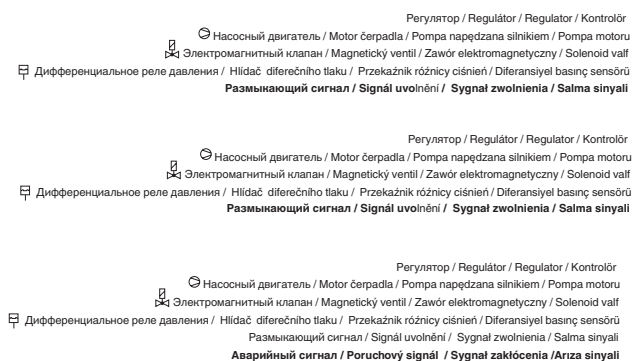 Регулятор / Regulátor / Regulator / Kontrolör
Насосный двигатель / Motor čerpadla / Pompa napędzana silnikiem / Pompa motoru
Электромагнитный клапан / Magnetický ventil / Zawór elektromagnetyczny / Solenoid valf
Дифференциальное реле давления / Hlídač diferečního tlaku / Przekaźnik różnicy ciśnień / Diferansiyel basınç sensörü
Размыкающий сигнал / Signál uvolnění / Sygnał zwolnienia / Salma sinyali
Регулятор / Regulátor / Regulator / Kontrolör
Насосный двигатель / Motor čerpadla / Pompa napędzana silnikiem / Pompa motoru
Электромагнитный клапан / Magnetický ventil / Zawór elektromagnetyczny / Solenoid valf
Дифференциальное реле давления / Hlídač diferečního tlaku / Przekaźnik różnicy ciśnień / Diferansiyel basınç sensörü
Размыкающий сигнал / Signál uvolnění / Sygnał zwolnienia / Salma sinyali
Регулятор / Regulátor / Regulator / Kontrolör
Насосный двигатель / Motor čerpadla / Pompa napędzana silnikiem / Pompa motoru
Электромагнитный клапан / Magnetický ventil / Zawór elektromagnetyczny / Solenoid valf
Дифференциальное реле давления / Hlídač diferečního tlaku / Przekaźnik różnicy ciśnień / Diferansiyel basınç sensörü
Размыкающий сигнал / Signál uvolnění / Sygnał zwolnienia / Salma sinyali
Аварийный сигнал / Poruchový signál / Sygnał zakłócenia /Arıza sinyali